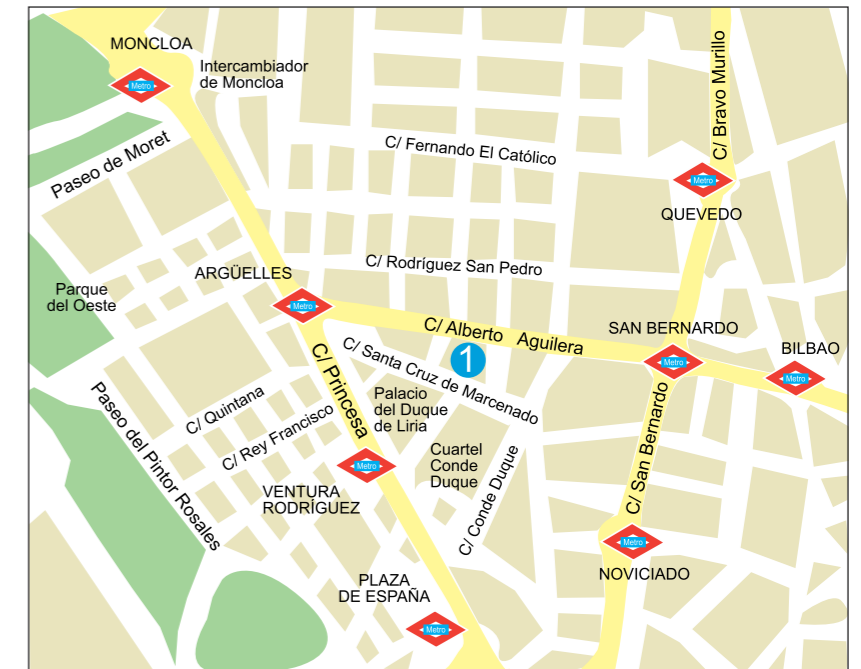 MONCLOA
Metro
Intercambiador
de Moncloa
C/ Bravo Murillo
Paseo de Moret
C/ Fernando El Católico
Metro
QUEVEDO
ARGÜELLES
Metro
C/ Rodríguez San Pedro
Parque
del Oeste
C/ Alberto Aguilera
1
SAN BERNARDO
Metro
BILBAO
Metro
C/ Santa Cruz de Marcenado
C/ Princesa
Palacio
del Duque
de Liria
C/ Quintana
C/ Rey Francisco
Paseo del Pintor Rosales
Cuartel
Conde
Duque
C/ Conde Duque
C/ San Bernardo
Metro
VENTURA
RODRÍGUEZ
Metro
NOVICIADO
PLAZA
DE ESPAÑA
Metro